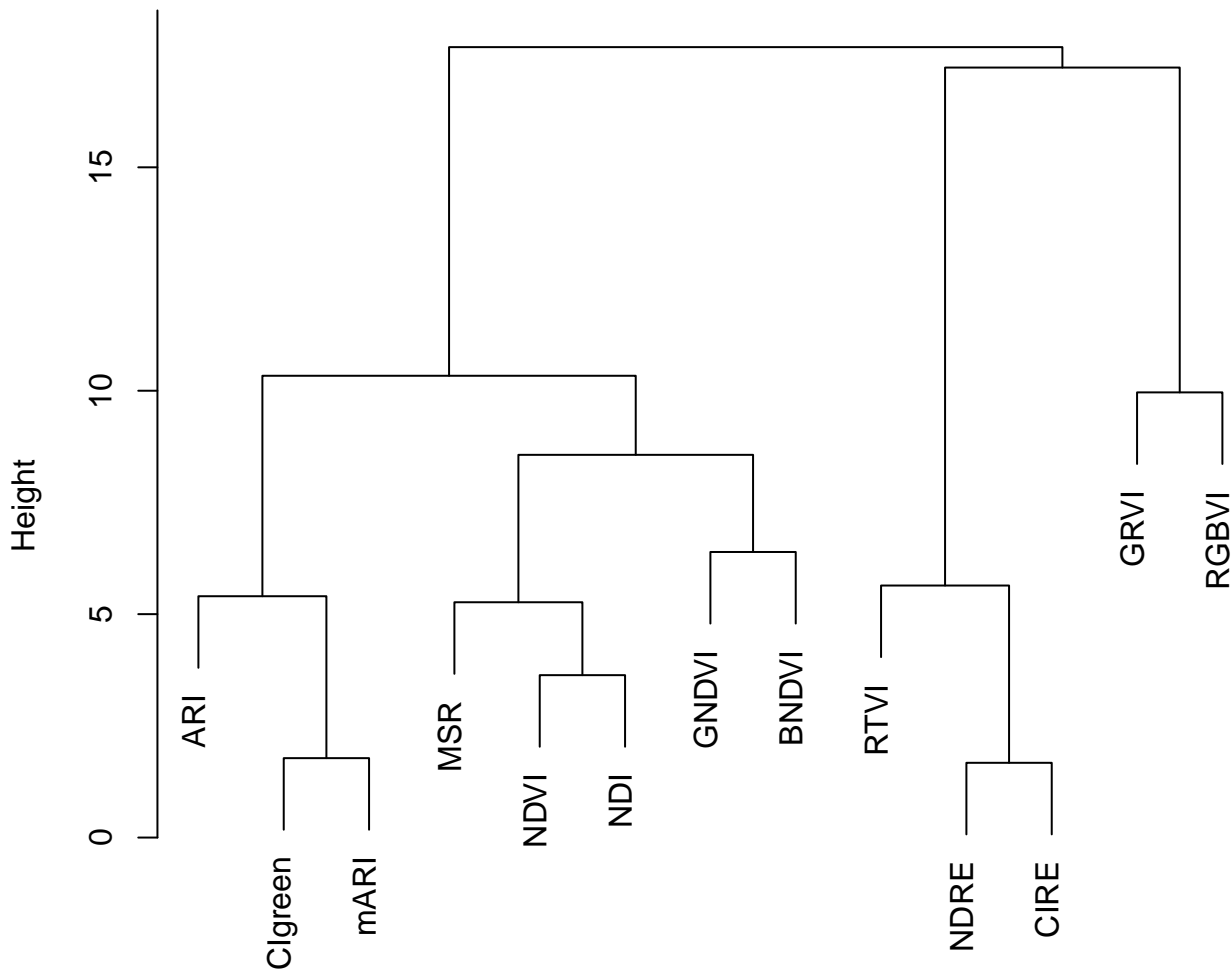 Height
15
10
5
0
ARI
CIgreen
mARI
MSR
NDVI
NDI
GNDVI
BNDVI
RTVI
NDRE
CIRE
GRVI
RGBVI